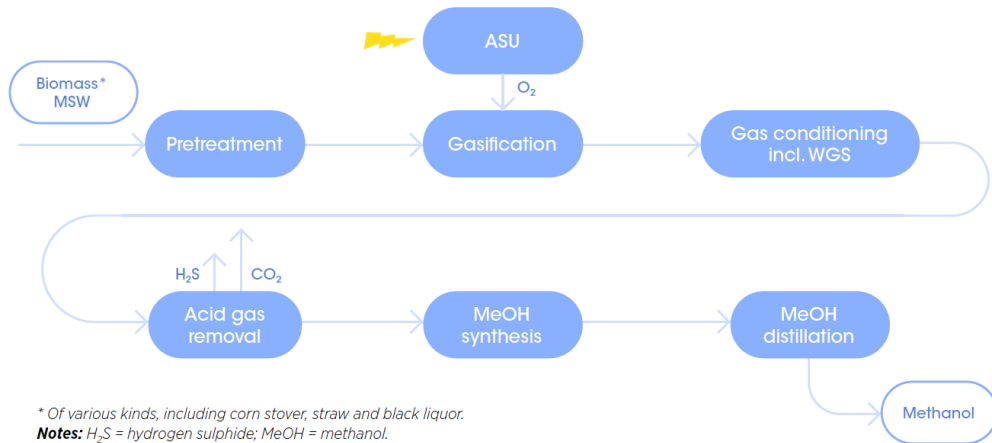 ASU
Biomass*
MSW
O₂
Pretreatment
Gasification
Gas conditioning
incl. WGS
H₂S
CO₂
Acid gas
removal
MeOH
synthesis
MeOH
distillation
Methanol
* Of various kinds, including corn stover, straw and black liquor.
Notes: H₂S = hydrogen sulphide; MeOH = methanol.